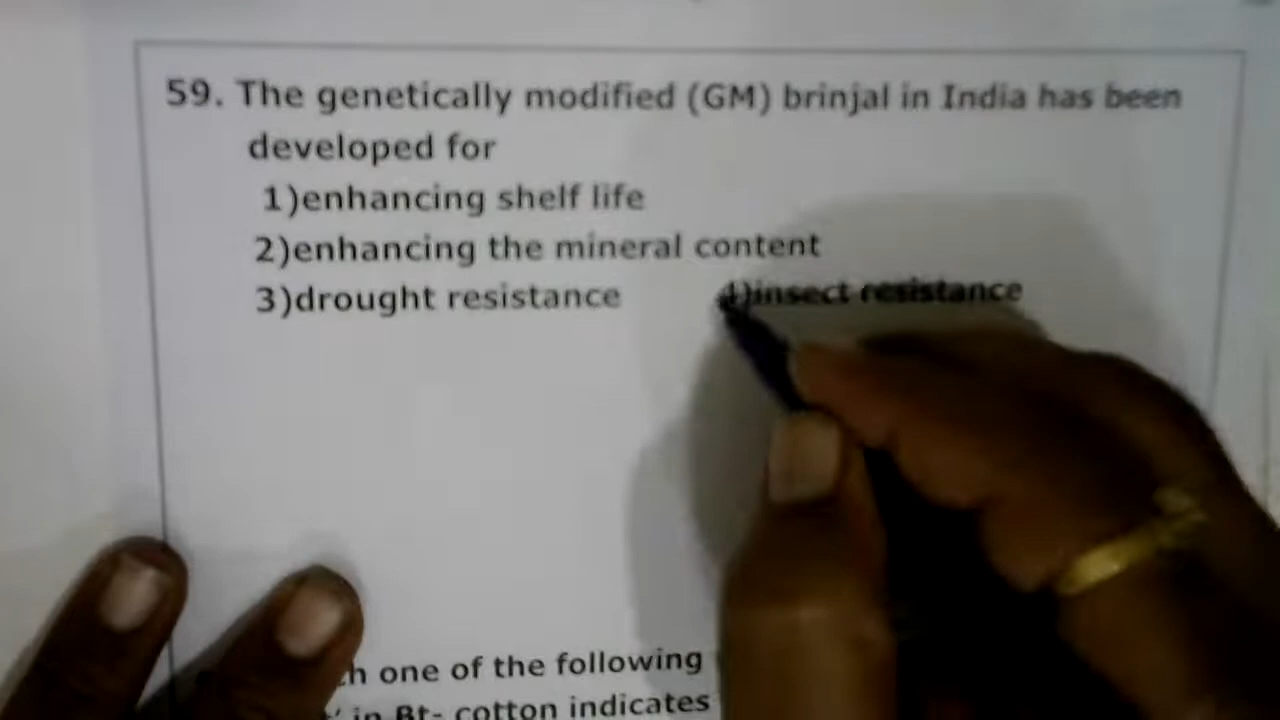 59. The genetically modified (GM) brinjal in India has been
developed for
1)enhancing shelf life
2)enhancing the mineral content
3)drought resistance 4)insect resistance
one of the following
in Bt- cotton indicates